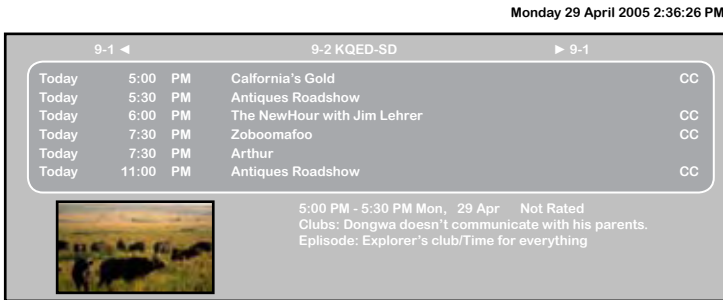 Monday 29 April 2005 2:36:26 PM
9-1 ◄ 9-2 KQED-SD ► 9-1
Today 5:00 PM Calfornia's Gold CC
Today 5:30 PM Antiques Roadshow
Today 6:00 PM The NewHour with Jim Lehrer CC
Today 7:30 PM Zoboomafoo CC
Today 7:30 PM Arthur
Today 11:00 PM Antiques Roadshow CC
5:00 PM - 5:30 PM Mon, 29 Apr Not Rated
Clubs: Dongwa doesn't communicate with his parents.
Eplisode: Explorer's club/Time for everything